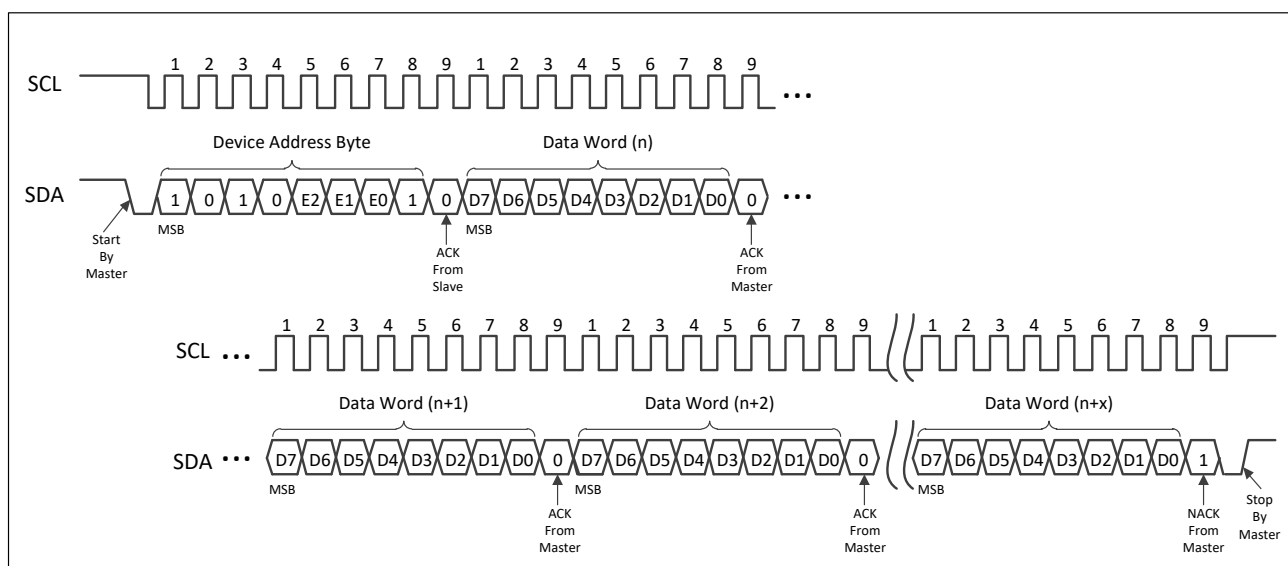 1 2 3 4 5 6 7 8 9 1 2 3 4 5 6 7 8 9
SCL ...
Device Address Byte Data Word (n)
SDA 1 0 1 0 E2 E1 E0 1 0 D7 D6 D5 D4 D3 D2 D1 D0 0 ...
MSB MSB
Start By Master
ACK From Slave
ACK From Master
1 2 3 4 5 6 7 8 9 1 2 3 4 5 6 7 8 9 1 2 3 4 5 6 7 8 9
SCL ...
Data Word (n+1) Data Word (n+2) Data Word (n+x)
SDA ... D7 D6 D5 D4 D3 D2 D1 D0 0 D7 D6 D5 D4 D3 D2 D1 D0 0 D7 D6 D5 D4 D3 D2 D1 D0 1
MSB MSB MSB
ACK From Master
ACK From Master
NACK From Master
Stop By Master